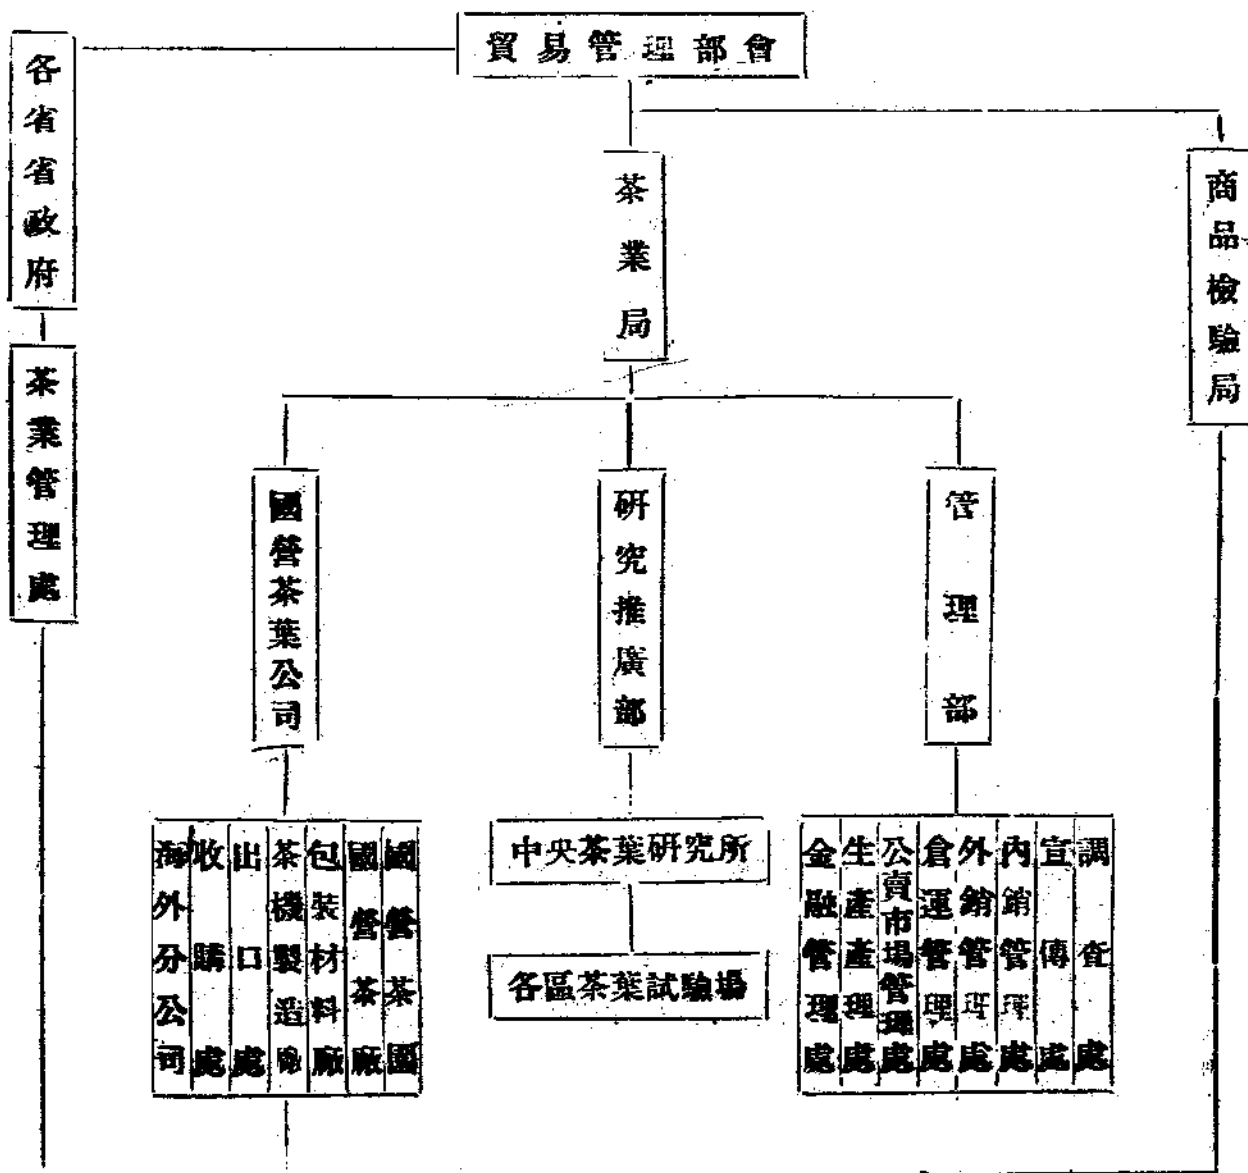 貿易管理部會
各省省政府
茶業管理處
茶業局
商品檢驗局
國營茶葉公司
研究推廣部
管理部
海外分公司
收購處
出口處
茶機製造廠
包裝材料廠
國營茶廠
國營茶園
中央茶葉研究所
各區茶葉試驗場
金融管理處
生產產理處
公賣市場管理處
倉運管理處
外銷管理處
內銷管理處
宣傳處
調查處